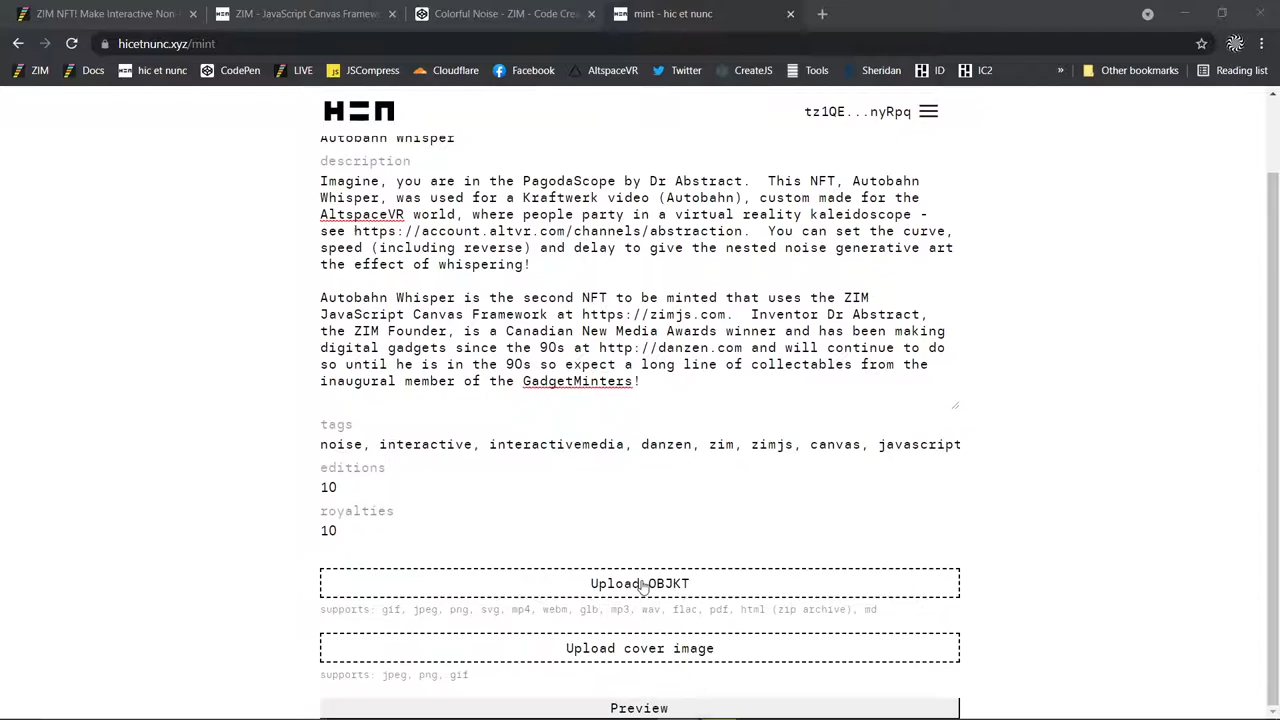 ZIM NFT! Make Interactive Non-
ZIM - JavaScript Canvas Framew
Colorful Noise - ZIM - Code Cre
mint - hic et nunc
hicetnunc.xyz/mint
ZIM
Docs
hic et nunc
CodePen
LIVE
JSCompress
Cloudflare
Facebook
AltspaceVR
Twitter
CreateJS
Tools
Sheridan
ID
IC2
»
Other bookmarks
Reading list
tz1QE...nyRpq
Autobahn Whisper
description
Imagine, you are in the PagodaScope by Dr Abstract. This NFT, Autobahn
Whisper, was used for a Kraftwerk video (Autobahn), custom made for the
AltspaceVR world, where people party in a virtual reality kaleidoscope -
see https://account.altvr.com/channels/abstraction. You can set the curve,
speed (including reverse) and delay to give the nested noise generative art
the effect of whispering!
Autobahn Whisper is the second NFT to be minted that uses the ZIM
JavaScript Canvas Framework at https://zimjs.com. Inventor Dr Abstract,
the ZIM Founder, is a Canadian New Media Awards winner and has been making
digital gadgets since the 90s at http://danzen.com and will continue to do
so until he is in the 90s so expect a long line of collectables from the
inaugural member of the GadgetMinters!
tags
noise, interactive, interactivemedia, danzen, zim, zimjs, canvas, javascript
editions
10
royalties
10
Upload OBJKT
supports: gif, jpeg, png, svg, mp4, webm, glb, mp3, wav, flac, pdf, html (zip archive), md
Upload cover image
supports: jpeg, png, gif
Preview